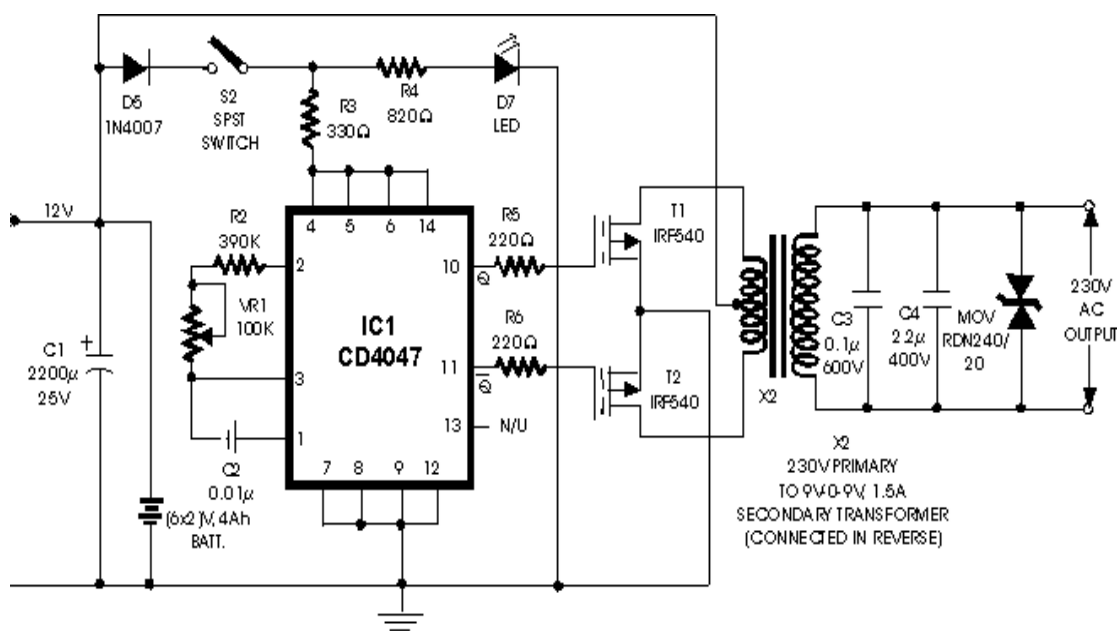 D5
1N4007
S2
SPST
SWITCH
R3
330Ω
R4
820Ω
D7
LED
12V
R2
390K
VR1
100K
C1
2200µ
25V
+
C2
0.01µ
(6x2)V,4Ah
BATT.
4
5
6
14
2
3
1
IC1
CD4047
10
11
13
7
8
9
12
Q
Q̅
N/U
R5
220Ω
R6
220Ω
T1
IRF540
T2
IRF540
X2
C3
0.1µ
600V
C4
2.2µ
400V
MOV
RDN240/
20
230V
AC
OUTPUT
X2
230V PRIMARY
TO 9V-0-9V, 1.5A
SECONDARY TRANSFORMER
(CONNECTED IN REVERSE)